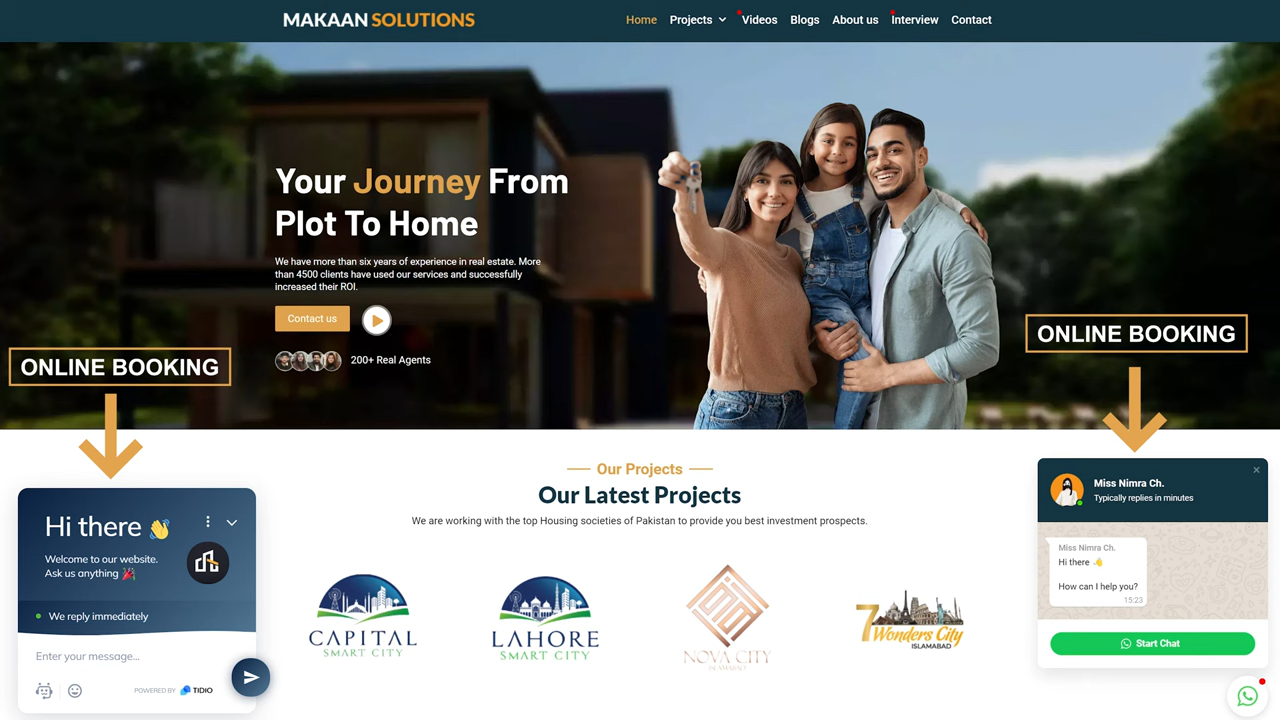 MAKAAN SOLUTIONS
Home Projects Videos Blogs About us Interview Contact
Your Journey From
Plot To Home
We have more than six years of experience in real estate. More
than 4500 clients have used our services and successfully
increased their ROI.
Contact us
200+ Real Agents
ONLINE BOOKING
ONLINE BOOKING
Hi there 👋
Welcome to our website.
Ask us anything 🎉
We reply immediately
Enter your message...
POWERED BY TIDIO
Our Projects
Our Latest Projects
We are working with the top Housing societies of Pakistan to provide you best investment prospects.
CAPITAL
SMART CITY
LAHORE
SMART CITY
NOVA CITY
ISLAMABAD
7 Wonders City
ISLAMABAD
Miss Nimra Ch.
Typically replies in minutes
Miss Nimra Ch.
Hi there 👋
How can I help you?
15:23
Start Chat